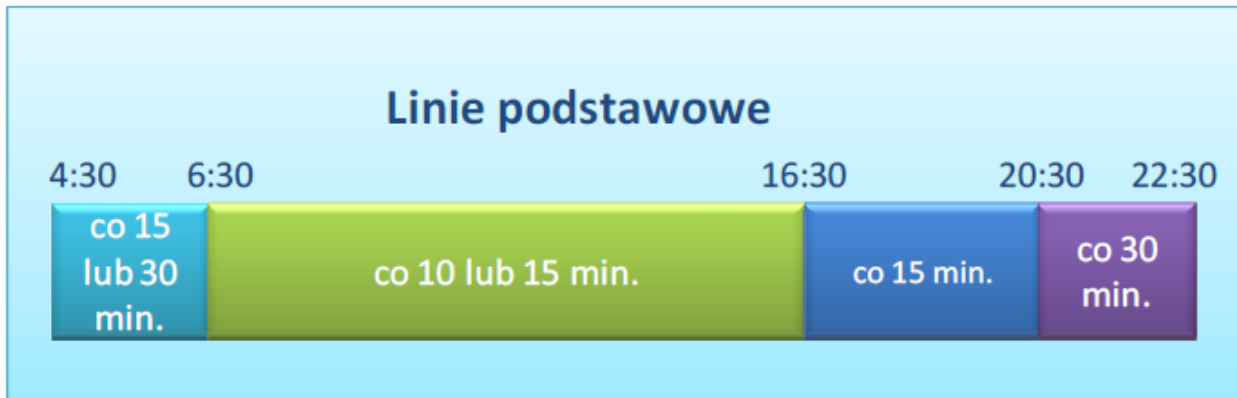 Linie podstawowe
4:30 6:30 16:30 20:30 22:30
co 15
lub 30
min.
co 10 lub 15 min.
co 15 min.
co 30
min.